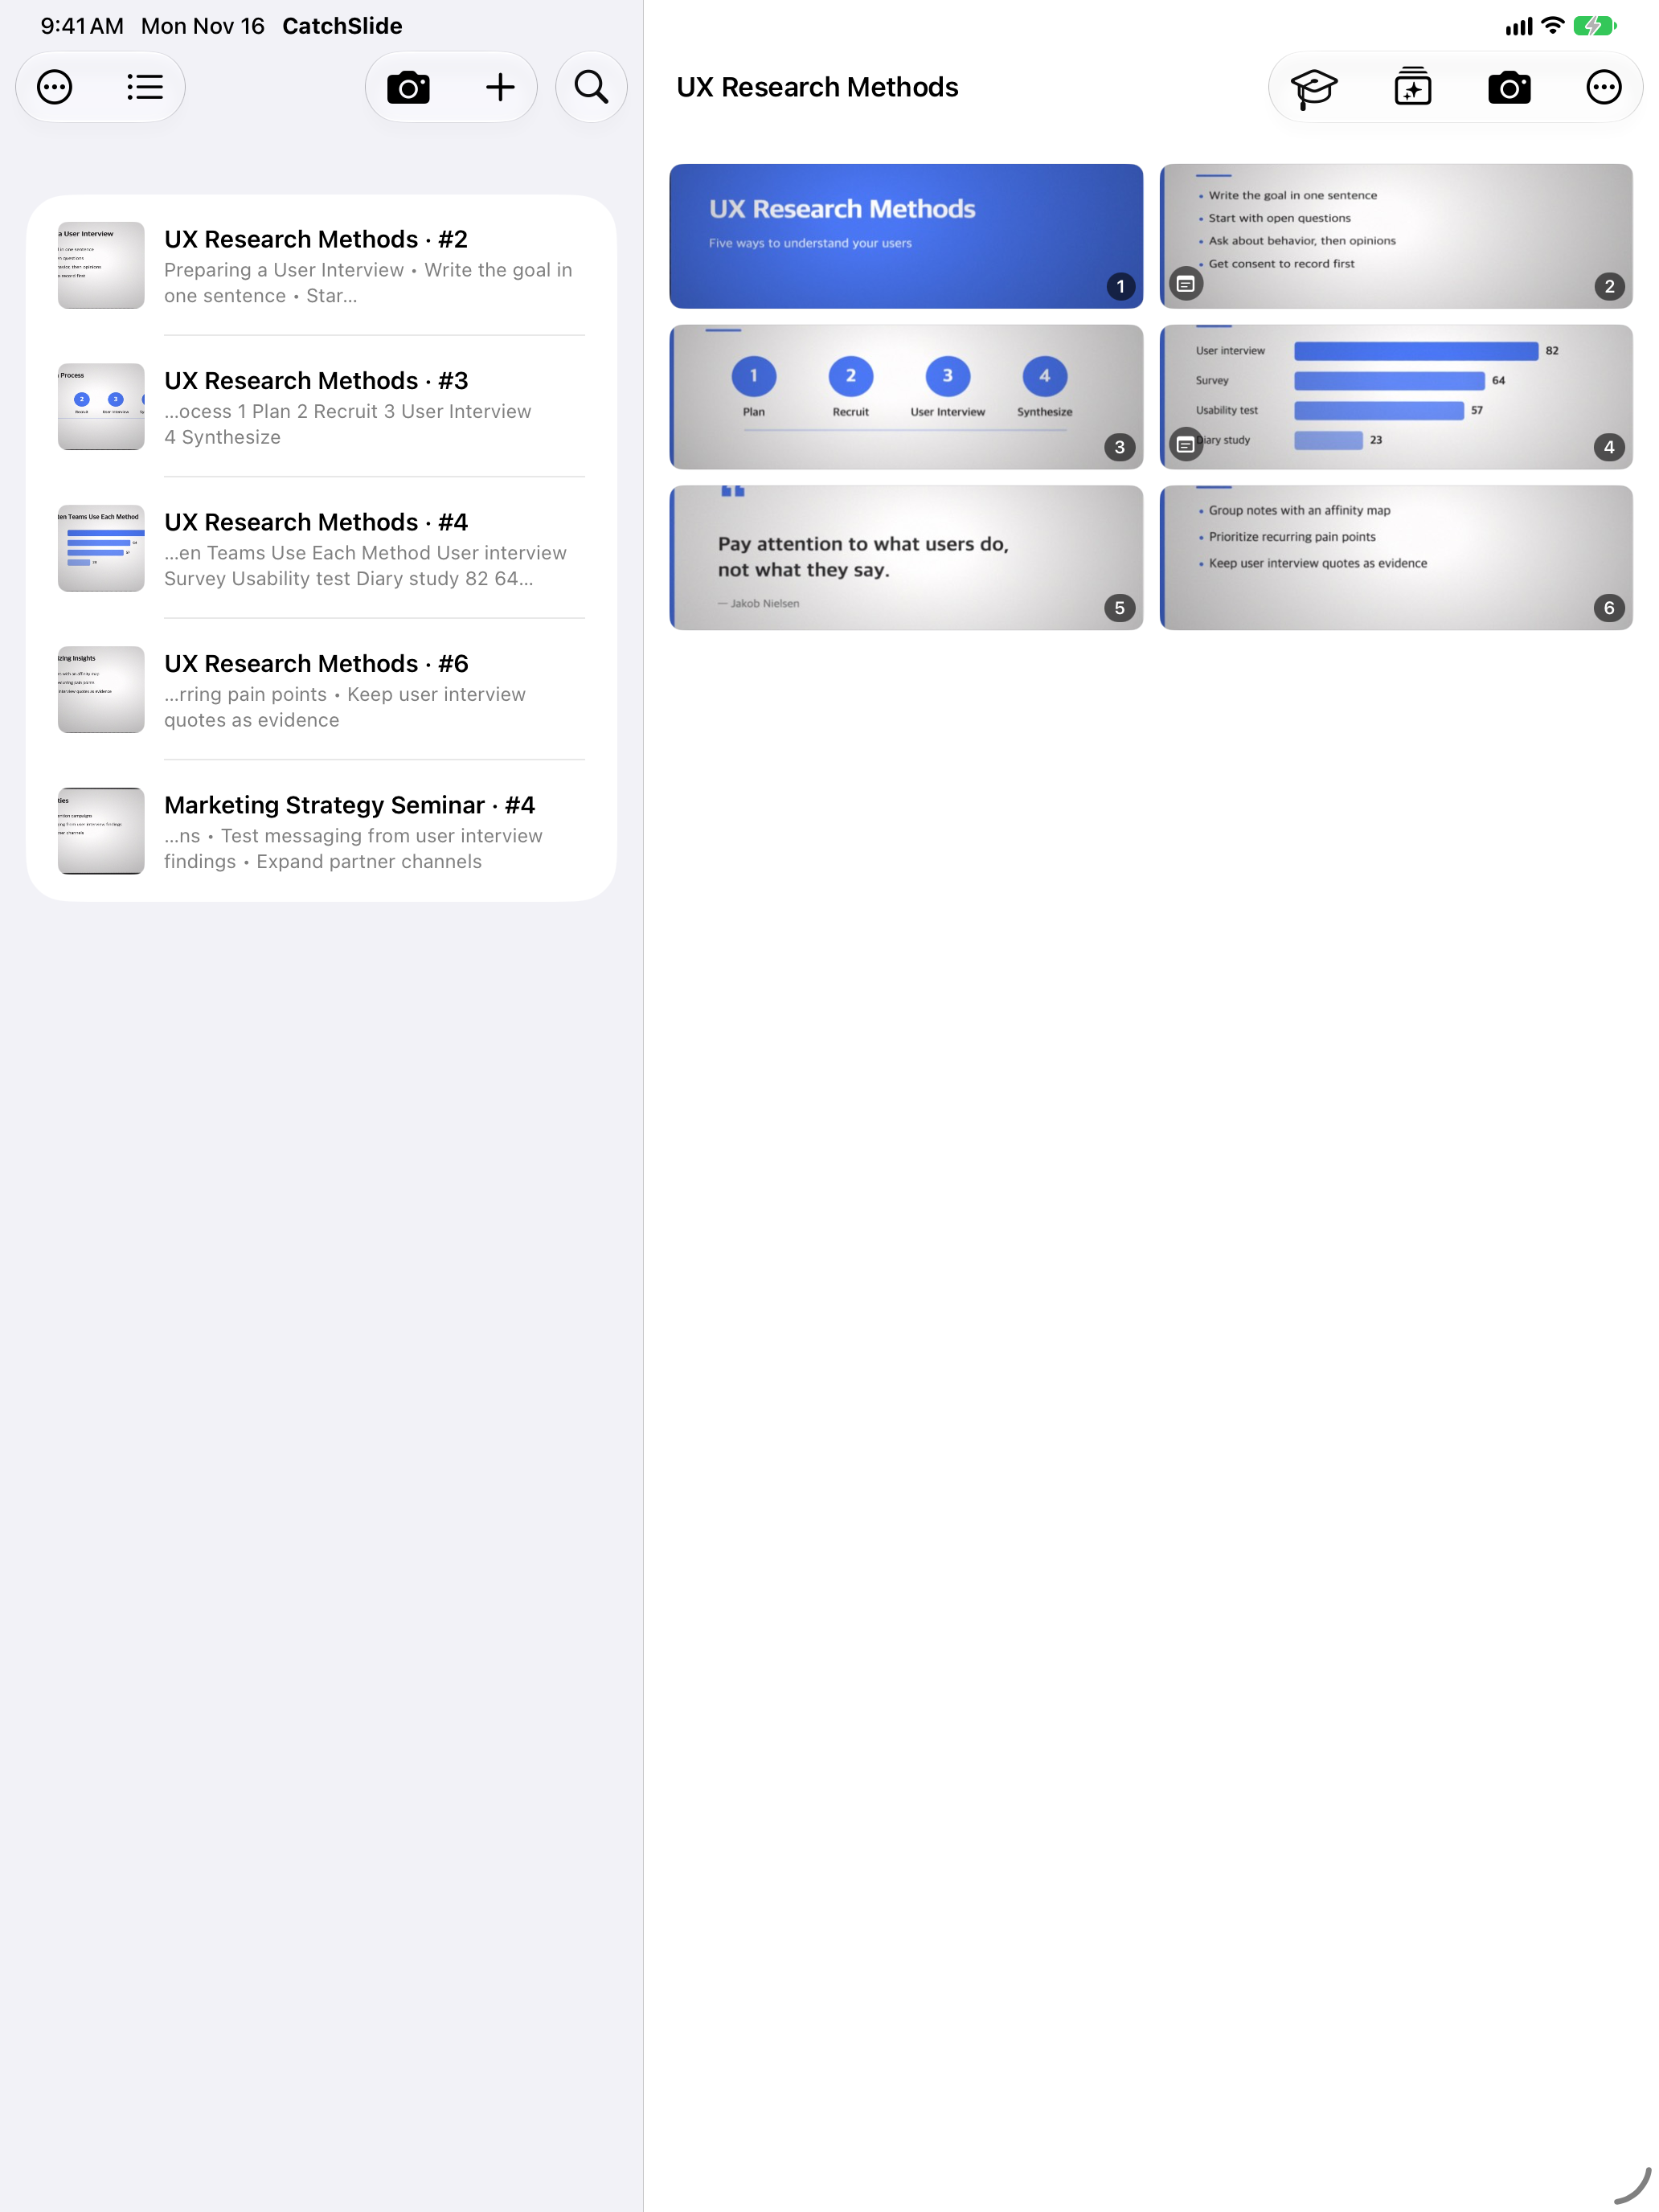 9:41 AM Mon Nov 16 CatchSlide
UX Research Methods · #2
Preparing a User Interview • Write the goal in
one sentence • Star...
UX Research Methods · #3
...ocess 1 Plan 2 Recruit 3 User Interview
4 Synthesize
UX Research Methods · #4
...en Teams Use Each Method User interview
Survey Usability test Diary study 82 64...
UX Research Methods · #6
...rring pain points • Keep user interview
quotes as evidence
Marketing Strategy Seminar · #4
...ns • Test messaging from user interview
findings • Expand partner channels
UX Research Methods
UX Research Methods
Five ways to understand your users
1
• Write the goal in one sentence
• Start with open questions
• Ask about behavior, then opinions
• Get consent to record first
2
1 2 3 4
Plan Recruit User Interview Synthesize
3
User interview 82
Survey 64
Usability test 57
Diary study 23
4
Pay attention to what users do,
not what they say.
— Jakob Nielsen
5
• Group notes with an affinity map
• Prioritize recurring pain points
• Keep user interview quotes as evidence
6